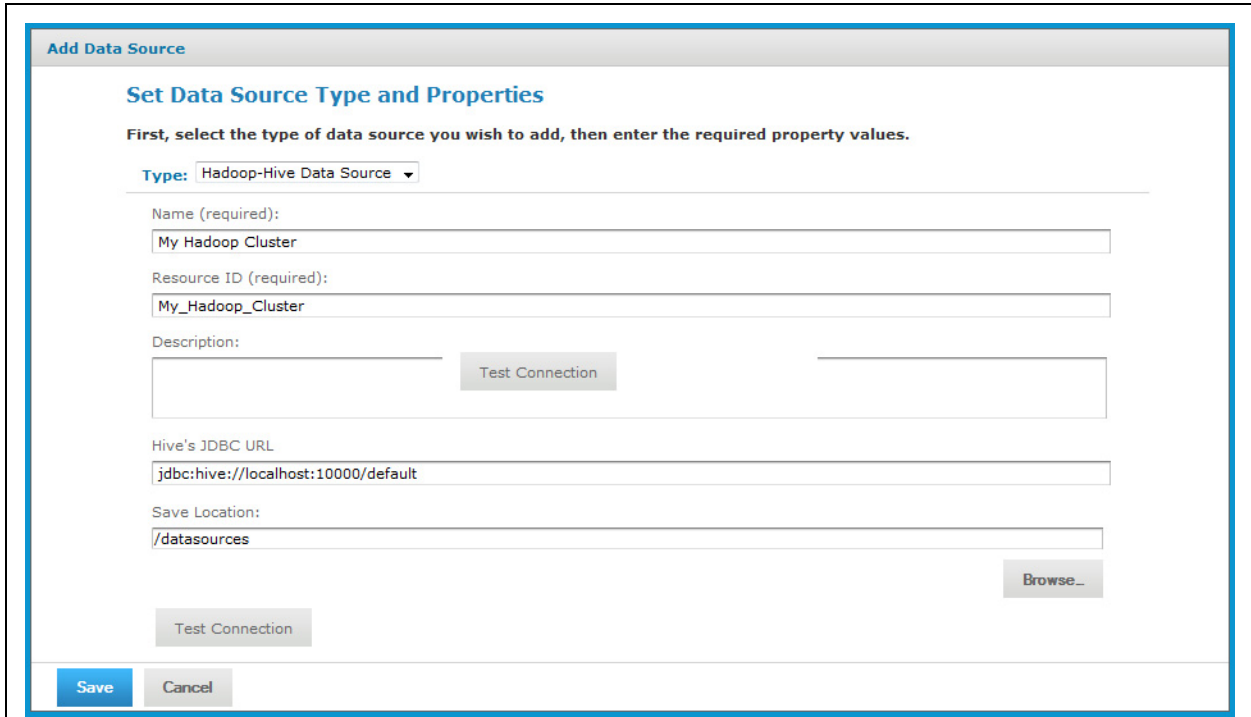 Add Data Source
Set Data Source Type and Properties
First, select the type of data source you wish to add, then enter the required property values.
Type: Hadoop-Hive Data Source
Name (required):
My Hadoop Cluster
Resource ID (required):
My_Hadoop_Cluster
Description:
Test Connection
Hive's JDBC URL
jdbc:hive://localhost:10000/default
Save Location:
/datasources
Browse...
Test Connection
Save Cancel